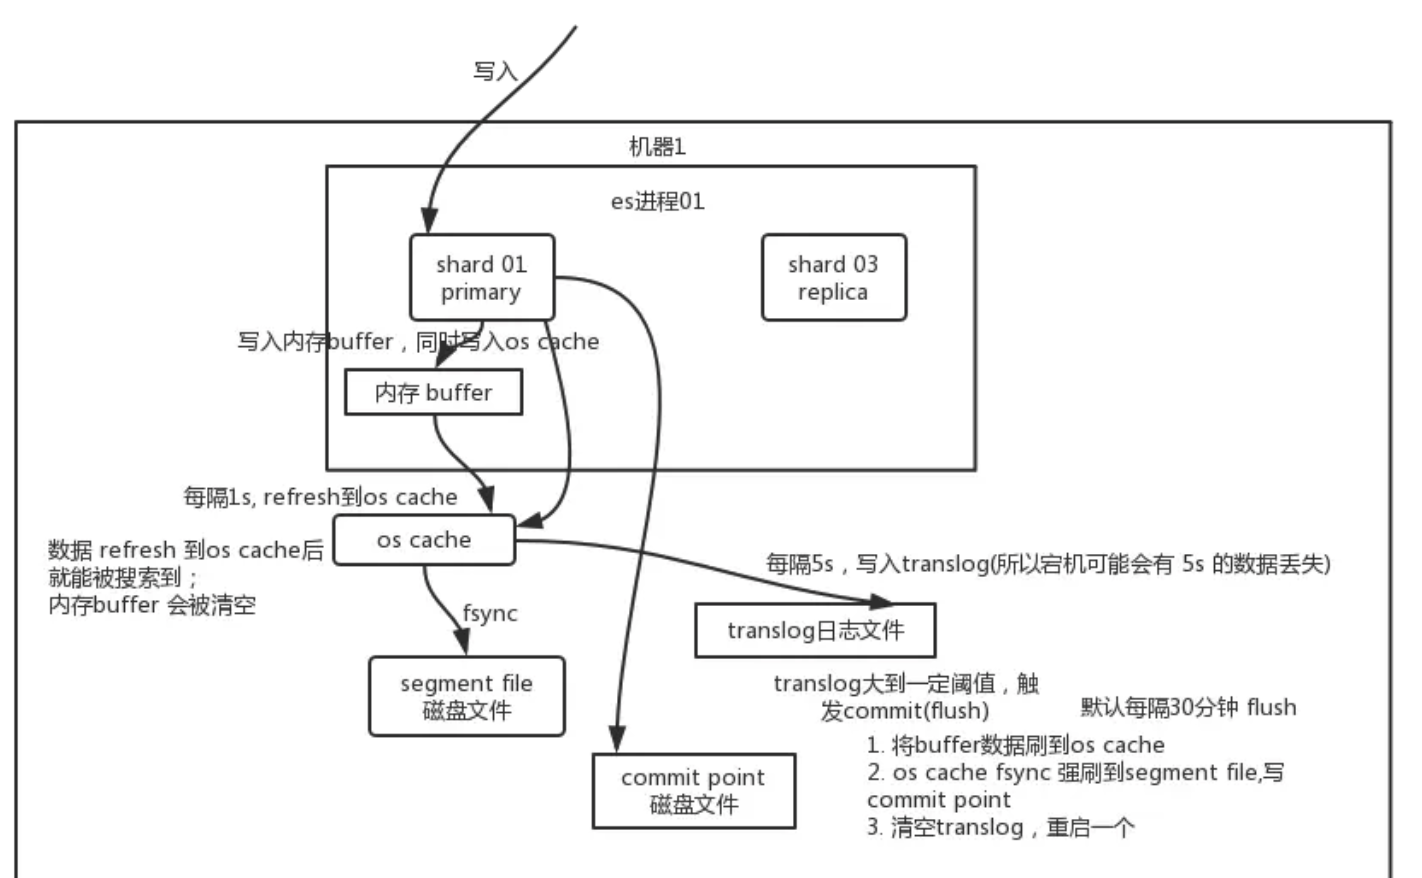 写入
机器1
es进程01
shard 01
primary
shard 03
replica
写入内存buffer，同时写入os cache
内存 buffer
每隔1s, refresh到os cache
os cache
数据 refresh 到os cache后
就能被搜索到；
内存buffer 会被清空
每隔5s，写入translog(所以宕机可能会有 5s 的数据丢失)
fsync
translog日志文件
segment file
磁盘文件
translog大到一定阈值，触
发commit(flush)
默认每隔30分钟 flush
1. 将buffer数据刷到os cache
2. os cache fsync 强刷到segment file,写
commit point
3. 清空translog，重启一个
commit point
磁盘文件